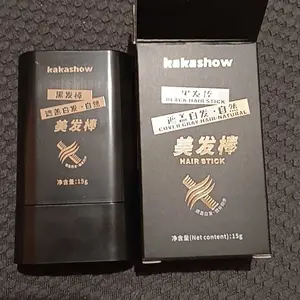 kakashow
黑发棒
遮盖白发·自然
美发棒
净含量:15g
kakashow
黑发棒
BLACK HAIR STICK
遮盖白发·自然
COVER GRAY HAIR·NATURAL
美发棒
HAIR STICK
净含量(Net content):15g